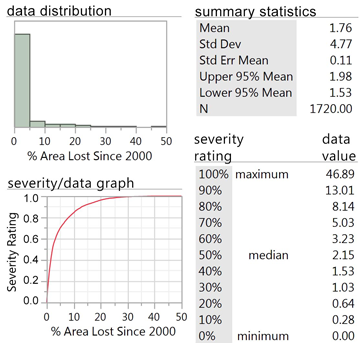 data distribution
0 10 20 30 40 50
% Area Lost Since 2000
summary statistics
Mean 1.76
Std Dev 4.77
Std Err Mean 0.11
Upper 95% Mean 1.98
Lower 95% Mean 1.53
N 1720.00
severity/data graph
Severity Rating
1.0
0.8
0.6
0.4
0.2
0.0
0 10 20 30 40 50
% Area Lost Since 2000
severity data
rating value
100% maximum 46.89
90% 13.01
80% 8.14
70% 5.03
60% 3.23
50% median 2.15
40% 1.53
30% 1.03
20% 0.64
10% 0.28
0% minimum 0.00